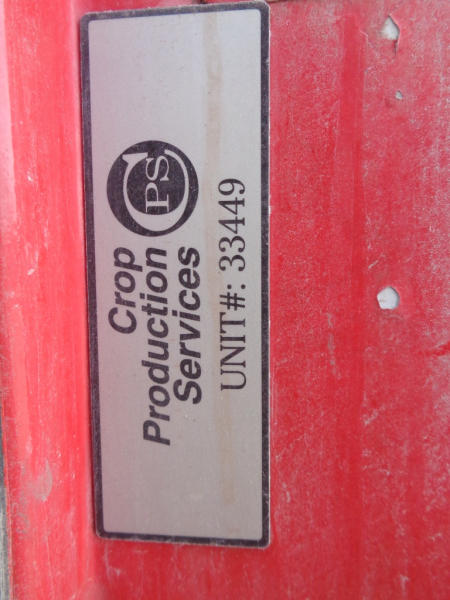 Crop
Production
Services
CPS
UNIT#: 33449